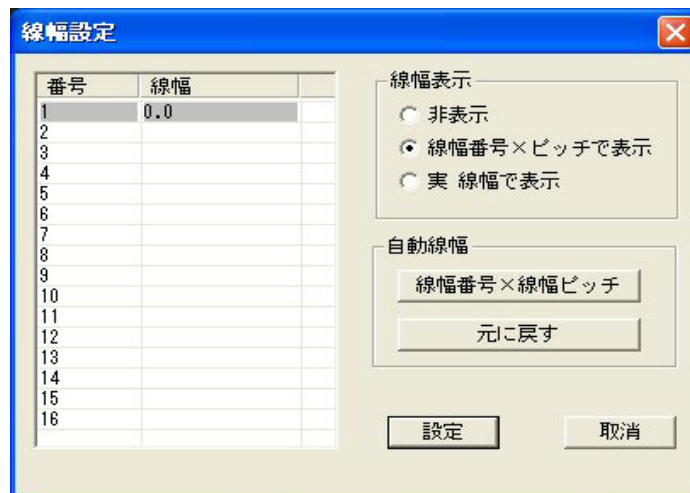 線幅設定
番号 線幅
1 0.0
2
3
4
5
6
7
8
9
10
11
12
13
14
15
16
線幅表示
非表示
線幅番号×ピッチで表示
実 線幅で表示
自動線幅
線幅番号×線幅ピッチ
元に戻す
設定
取消